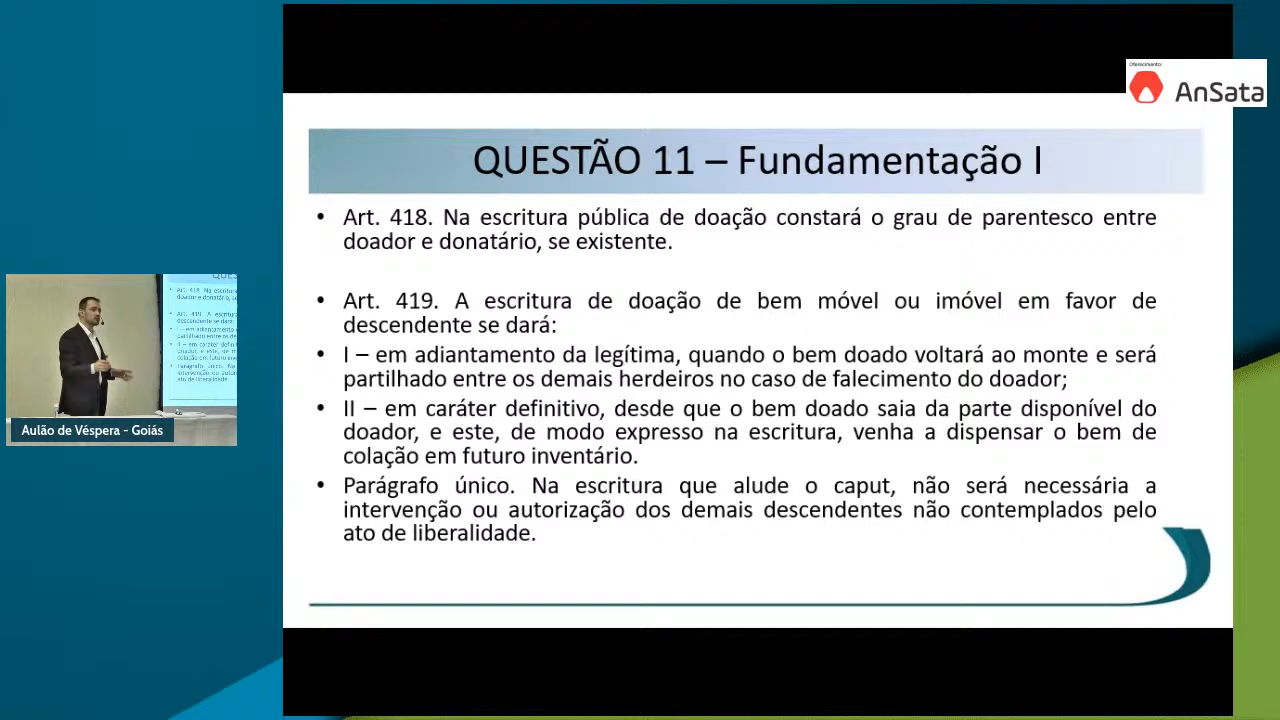 Oferecimento:
AnSata
QUESTÃO 11 – Fundamentação I
• Art. 418. Na escritura pública de doação constará o grau de parentesco entre
doador e donatário, se existente.
• Art. 419. A escritura de doação de bem móvel ou imóvel em favor de
descendente se dará:
• I – em adiantamento da legítima, quando o bem doado voltará ao monte e será
partilhado entre os demais herdeiros no caso de falecimento do doador;
• II – em caráter definitivo, desde que o bem doado saia da parte disponível do
doador, e este, de modo expresso na escritura, venha a dispensar o bem de
colação em futuro inventário.
• Parágrafo único. Na escritura que alude o caput, não será necessária a
intervenção ou autorização dos demais descendentes não contemplados pelo
ato de liberalidade.
Aulão de Véspera - Goiás